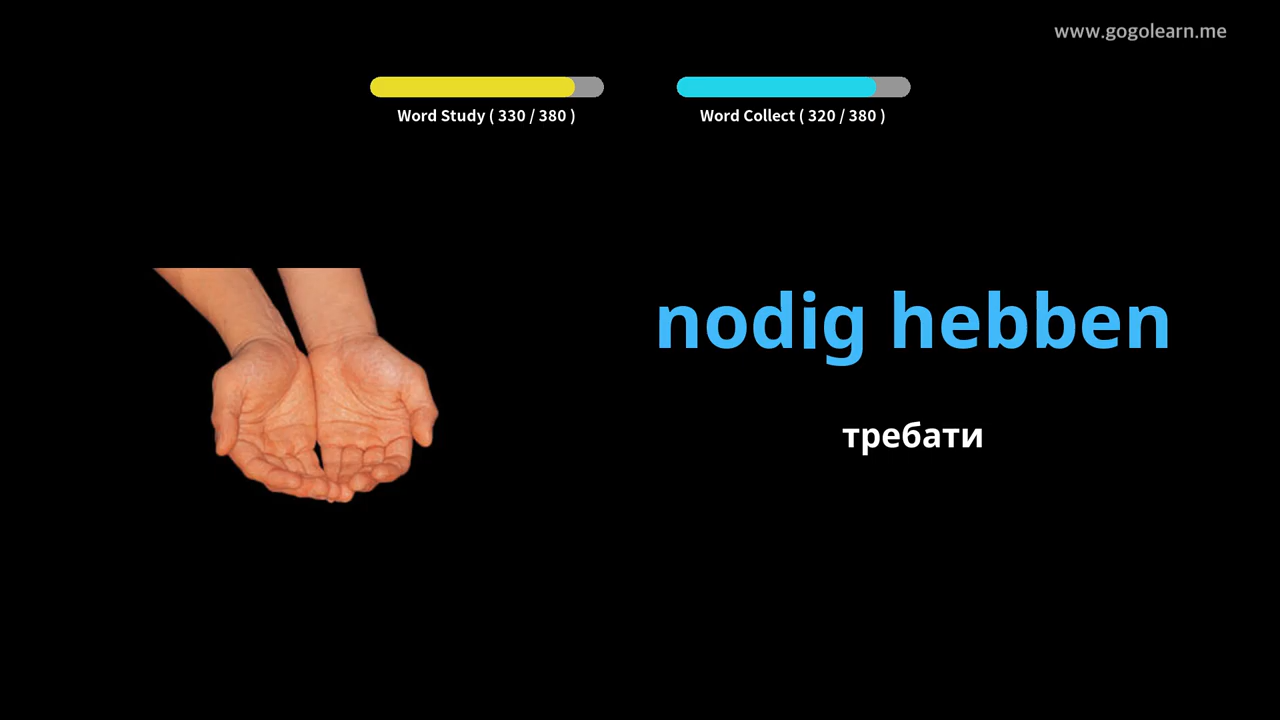 www.gogolearn.me
Word Study ( 330 / 380 )
Word Collect ( 320 / 380 )
nodig hebben
требати